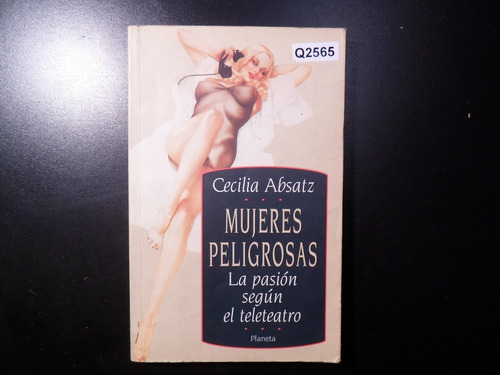 Q2565
Cecilia Absatz
MUJERES
PELIGROSAS
La pasión
según
el teleteatro
Planeta